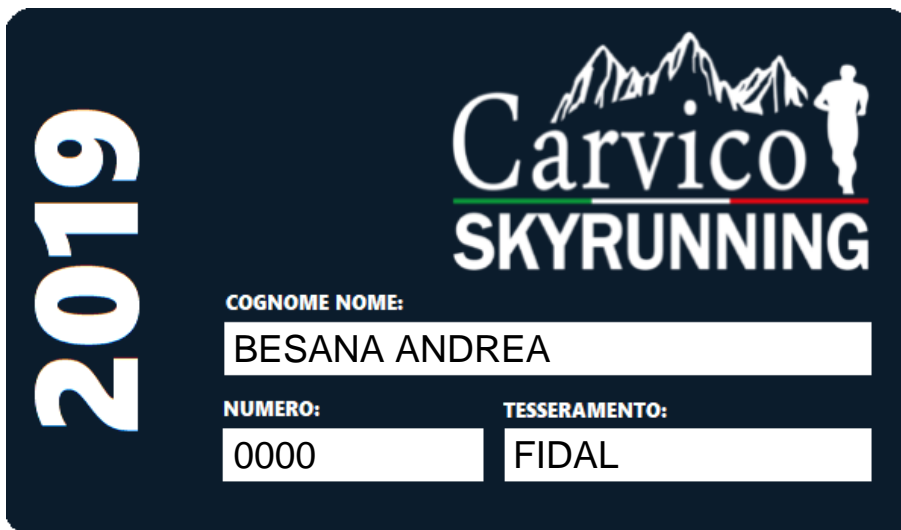 2019
Carvico
SKYRUNNING
COGNOME NOME:
BESANA ANDREA
NUMERO: TESSERAMENTO:
0000 FIDAL